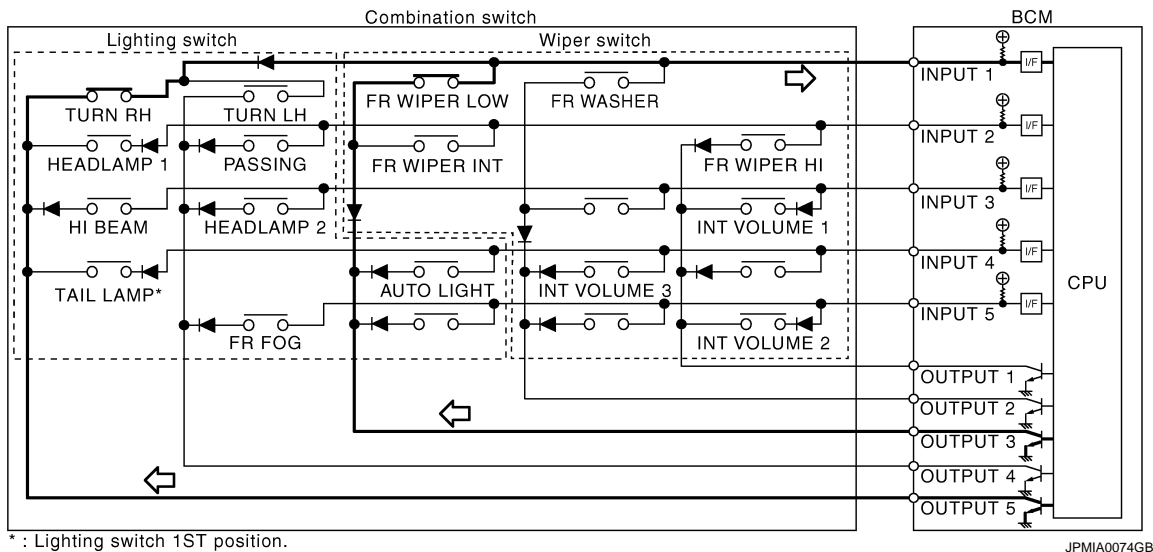 Combination switch
BCM
Lighting switch
Wiper switch
INPUT 1
I/F
TURN RH
TURN LH
FR WIPER LOW
FR WASHER
INPUT 2
I/F
HEADLAMP 1
PASSING
FR WIPER INT
FR WIPER HI
INPUT 3
I/F
HI BEAM
HEADLAMP 2
INT VOLUME 1
INPUT 4
I/F
CPU
TAIL LAMP*
AUTO LIGHT
INT VOLUME 3
INPUT 5
I/F
FR FOG
INT VOLUME 2
OUTPUT 1
OUTPUT 2
OUTPUT 3
OUTPUT 4
OUTPUT 5
* : Lighting switch 1ST position.
JPMIA0074GB